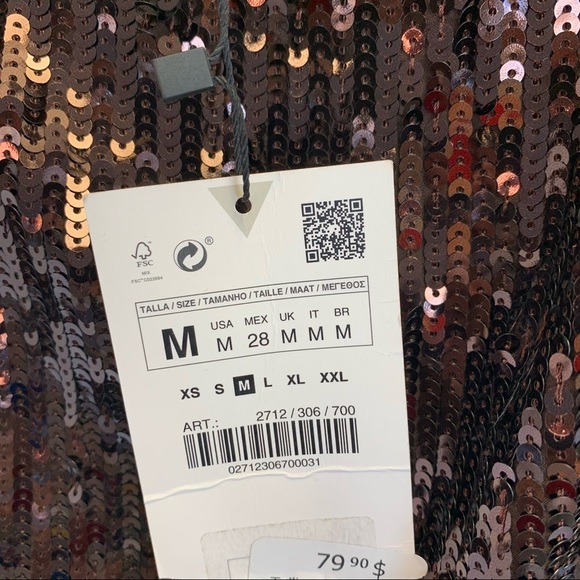 FSC
MIX
®
TALLA / SIZE / TAMANHO / TAILLE / MAAT / ΜΕΓΕΘΟΣ
M
USA MEX UK IT BR
M 28 M M M
XS S M L XL XXL
ART.: 2712 / 306 / 700
02712306700031
79 90 $